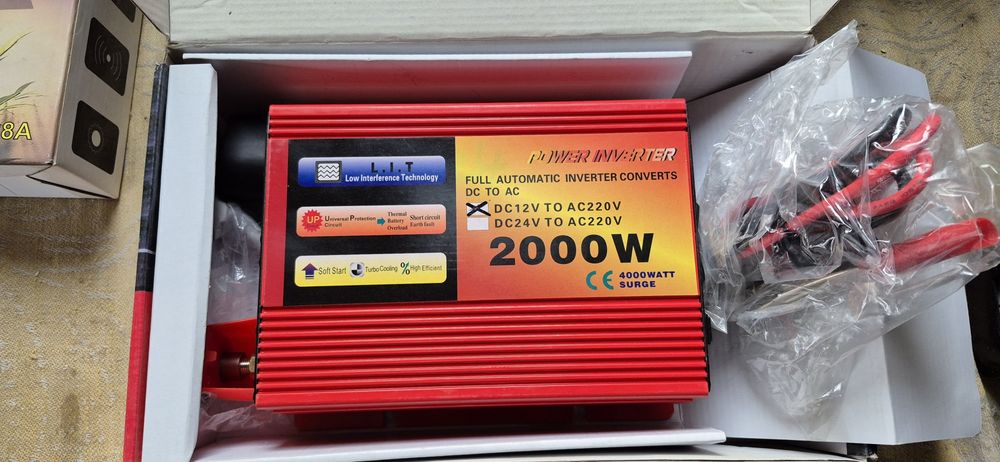 8A
L.I.T
Low Interference Technology
UP
Universal Protection
Circuit
Thermal
Battery
Overload
Short circuit
Earth fault
Soft Start
Turbo Cooling
% High Efficient
POWER INVERTER
FULL AUTOMATIC INVERTER CONVERTS
DC TO AC
DC12V TO AC220V
DC24V TO AC220V
2000W
CE 4000WATT
SURGE